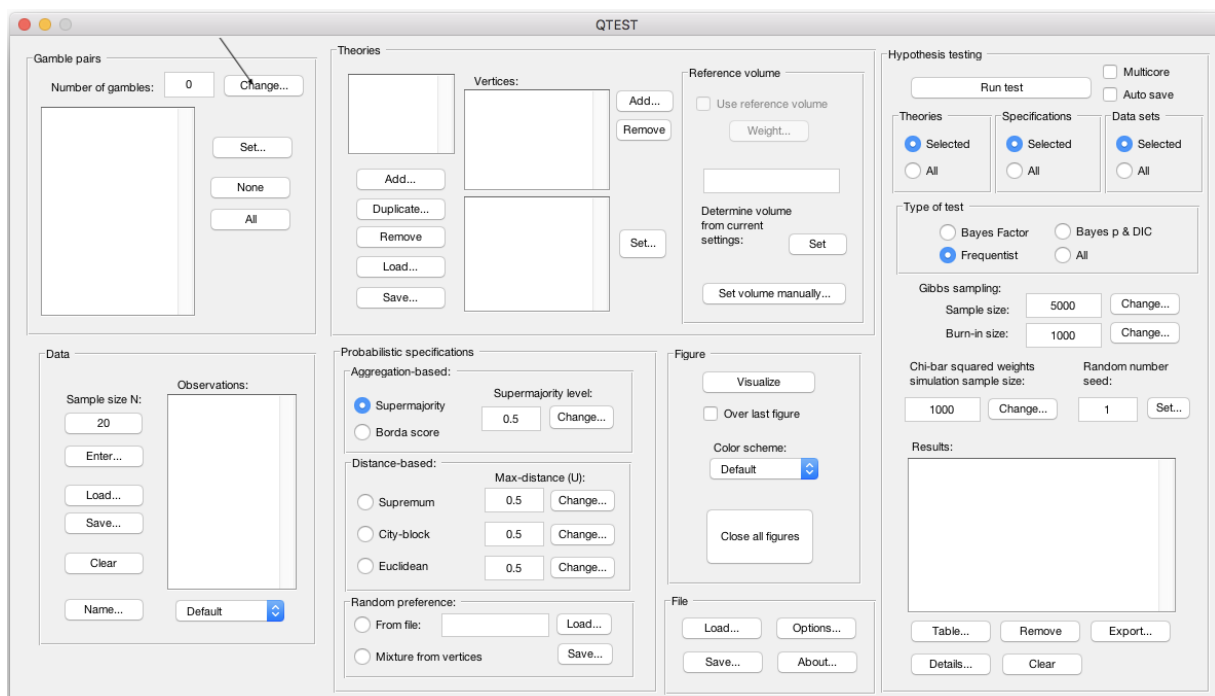 QTEST
Gamble pairs
Number of gambles: 0 Change...
Set...
None
All
Theories
Vertices:
Add...
Remove
Add...
Duplicate...
Remove
Load...
Save...
Set...
Reference volume
Use reference volume
Weight...
Determine volume
from current
settings: Set
Set volume manually...
Hypothesis testing
Run test
Multicore
Auto save
Theories
Selected
All
Specifications
Selected
All
Data sets
Selected
All
Type of test
Bayes Factor Bayes p & DIC
Frequentist All
Gibbs sampling:
Sample size: 5000 Change...
Burn-in size: 1000 Change...
Chi-bar squared weights
simulation sample size:
1000 Change...
Random number
seed:
1 Set...
Results:
Table... Remove Export...
Details... Clear
Data
Sample size N:
20
Enter...
Load...
Save...
Clear
Name...
Observations:
Default
Probabilistic specifications
Aggregation-based:
Supermajority
Borda score
Supermajority level:
0.5 Change...
Distance-based:
Max-distance (U):
Supremum 0.5 Change...
City-block 0.5 Change...
Euclidean 0.5 Change...
Random preference:
From file: Load...
Mixture from vertices Save...
Figure
Visualize
Over last figure
Color scheme:
Default
Close all figures
File
Load... Options...
Save... About...